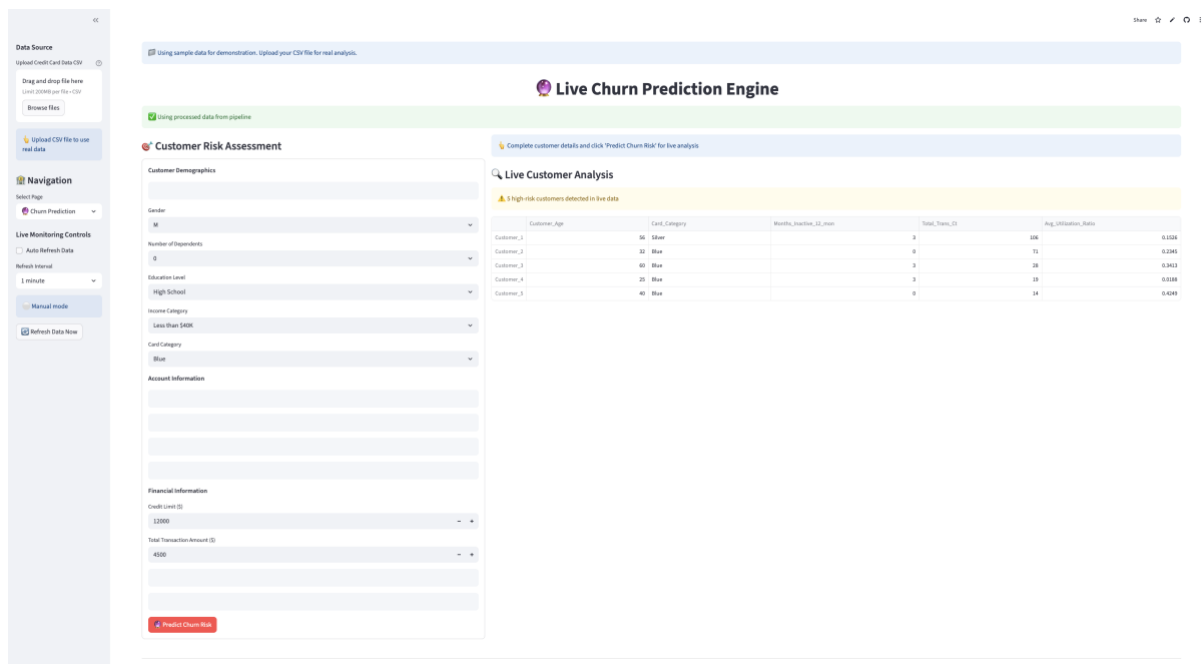 Share
Data Source
Upload Credit Card Data CSV
Drag and drop file here
Limit 200MB per file • CSV
Browse files
Upload CSV file to use
real data
Navigation
Select Page
Churn Prediction
Live Monitoring Controls
Auto Refresh Data
Refresh Interval
1 minute
Manual mode
Refresh Data Now
Using sample data for demonstration. Upload your CSV file for real analysis.
Live Churn Prediction Engine
Using processed data from pipeline
Customer Risk Assessment
Customer Demographics
Gender
M
Number of Dependents
0
Education Level
High School
Income Category
Less than $40K
Card Category
Blue
Account Information
Financial Information
Credit Limit ($)
12000
Total Transaction Amount ($)
4500
Predict Churn Risk
Complete customer details and click 'Predict Churn Risk' for live analysis
Live Customer Analysis
5 high-risk customers detected in live data
Customer_Age Card_Category Months_Inactive_12_mon Total_Trans_Ct Avg_Utilization_Ratio
Customer_1 56 Silver 3 106 0.1526
Customer_2 32 Blue 0 71 0.2345
Customer_3 60 Blue 3 28 0.3413
Customer_4 25 Blue 3 19 0.0188
Customer_5 40 Blue 0 14 0.4249